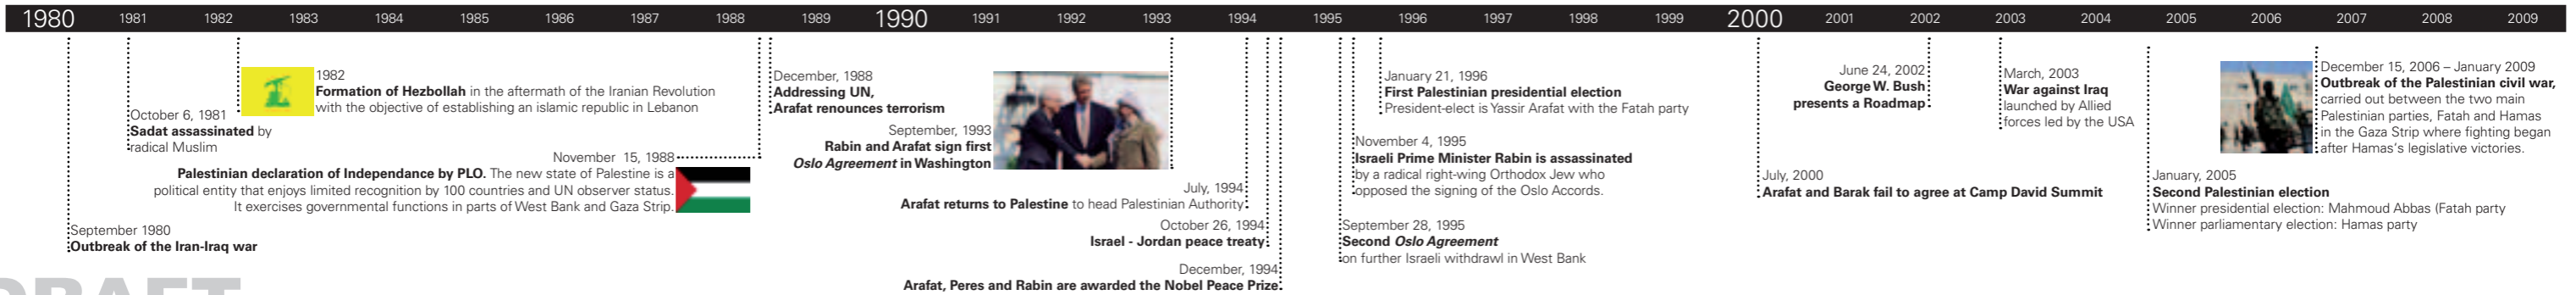 1980 1981 1982 1983 1984 1985 1986 1987 1988 1989 1990 1991 1992 1993 1994 1995 1996 1997 1998 1999 2000 2001 2002 2003 2004 2005 2006 2007 2008 2009
September 1980
Outbreak of the Iran-Iraq war
October 6, 1981
Sadat assassinated by
radical Muslim
1982
Formation of Hezbollah in the aftermath of the Iranian Revolution
with the objective of establishing an islamic republic in Lebanon
November 15, 1988
Palestinian declaration of Independance by PLO. The new state of Palestine is a
political entity that enjoys limited recognition by 100 countries and UN observer status.
It exercises governmental functions in parts of West Bank and Gaza Strip.
December, 1988
Addressing UN,
Arafat renounces terrorism
September, 1993
Rabin and Arafat sign first
Oslo Agreement in Washington
July, 1994
Arafat returns to Palestine to head Palestinian Authority
October 26, 1994
Israel - Jordan peace treaty
December, 1994
Arafat, Peres and Rabin are awarded the Nobel Peace Prize
September 28, 1995
Second Oslo Agreement
on further Israeli withdrawl in West Bank
November 4, 1995
Israeli Prime Minister Rabin is assassinated
by a radical right-wing Orthodox Jew who
opposed the signing of the Oslo Accords.
January 21, 1996
First Palestinian presidential election
President-elect is Yassir Arafat with the Fatah party
July, 2000
Arafat and Barak fail to agree at Camp David Summit
June 24, 2002
George W. Bush
presents a Roadmap
March, 2003
War against Iraq
launched by Allied
forces led by the USA
January, 2005
Second Palestinian election
Winner presidential election: Mahmoud Abbas (Fatah party
Winner parliamentary election: Hamas party
December 15, 2006 – January 2009
Outbreak of the Palestinian civil war,
carried out between the two main
Palestinian parties, Fatah and Hamas
in the Gaza Strip where fighting began
after Hamas's legislative victories.
DRAFT